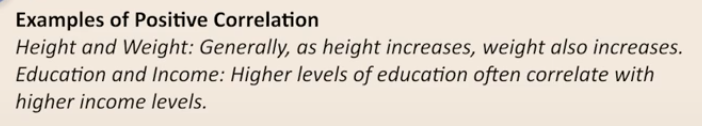 Examples of Positive Correlation
Height and Weight: Generally, as height increases, weight also increases.
Education and Income: Higher levels of education often correlate with
higher income levels.